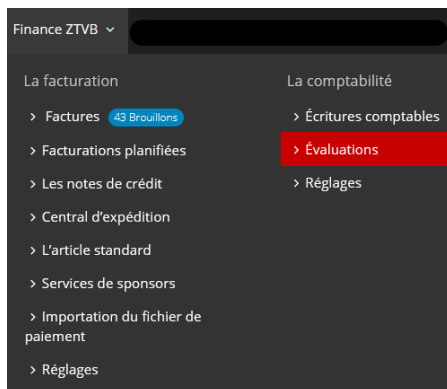 Finance ZTVB
La facturation
Factures 43 Brouillons
Facturations planifiées
Les notes de crédit
Central d'expédition
L'article standard
Services de sponsors
Importation du fichier de
paiement
Réglages
La comptabilité
Écritures comptables
Évaluations
Réglages